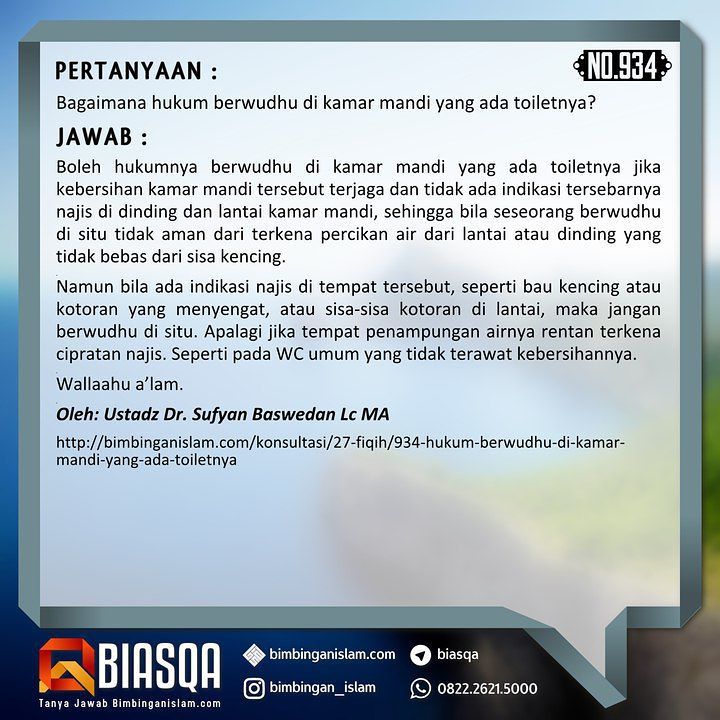 NO.934
PERTANYAAN :
Bagaimana hukum berwudhu di kamar mandi yang ada toiletnya?
JAWAB :
Boleh hukumnya berwudhu di kamar mandi yang ada toiletnya jika
kebersihan kamar mandi tersebut terjaga dan tidak ada indikasi tersebarnya
najis di dinding dan lantai kamar mandi, sehingga bila seseorang berwudhu
di situ tidak aman dari terkena percikan air dari lantai atau dinding yang
tidak bebas dari sisa kencing.
Namun bila ada indikasi najis di tempat tersebut, seperti bau kencing atau
kotoran yang menyengat, atau sisa-sisa kotoran di lantai, maka jangan
berwudhu di situ. Apalagi jika tempat penampungan airnya rentan terkena
cipratan najis. Seperti pada WC umum yang tidak terawat kebersihannya.
Wallaahu a’lam.
Oleh: Ustadz Dr. Sufyan Baswedan Lc MA
http://bimbinganislam.com/konsultasi/27-fiqih/934-hukum-berwudhu-di-kamar-
mandi-yang-ada-toiletnya
BIASQA
Tanya Jawab Bimbinganislam.com
bimbinganislam.com
biasqa
bimbingan_islam
0822.2621.5000